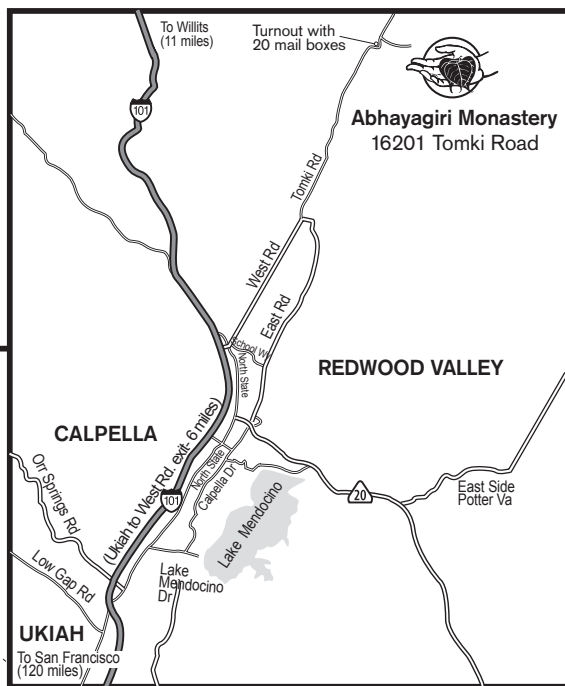 To Willits
(11 miles)
Turnout with
20 mail boxes
Abhayagiri Monastery
16201 Tomki Road
101
Tomki Rd
West Rd
East Rd
School W
North State
REDWOOD VALLEY
CALPELLA
(Ukiah to West Rd. exit- 6 miles)
North State
Calpella Dr
Orr Springs Rd
101
20
East Side
Potter Va
Lake Mendocino
Low Gap Rd
Lake
Mendocino
Dr
UKIAH
To San Francisco
(120 miles)